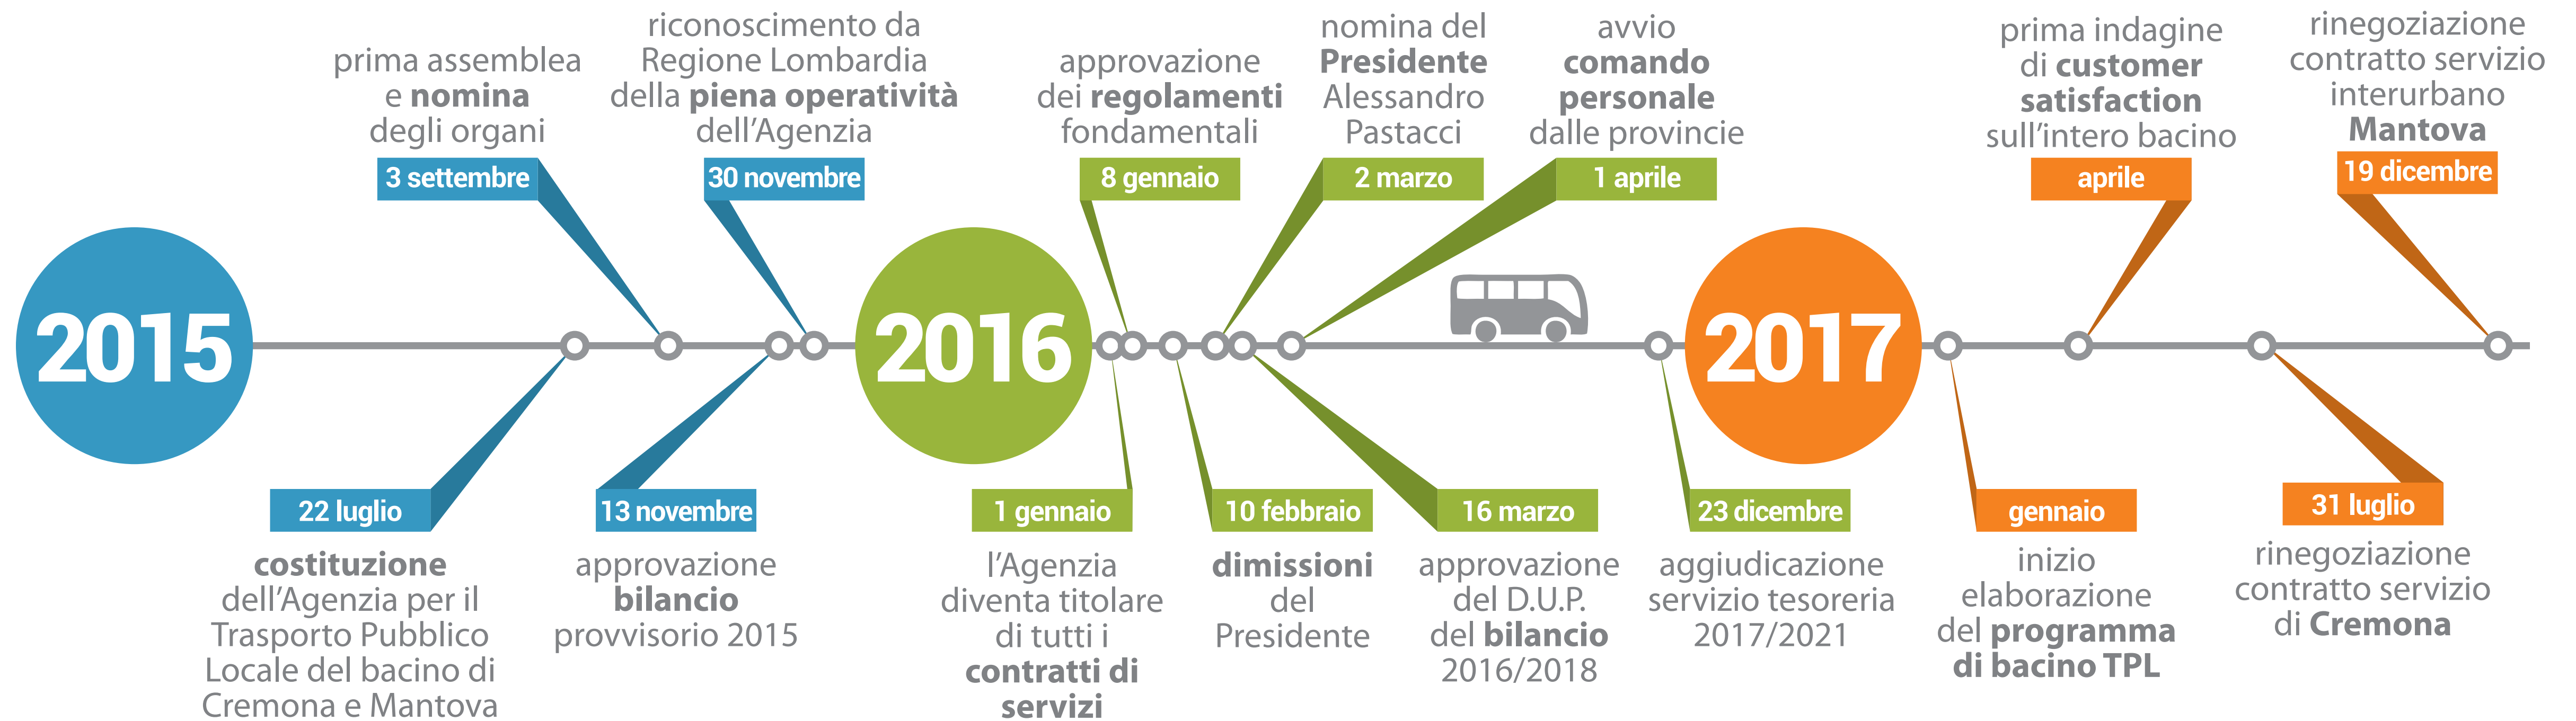 2015
prima assemblea
e nomina
degli organi
3 settembre
riconoscimento da
Regione Lombardia
della piena operatività
dell'Agenzia
30 novembre
22 luglio
costituzione
dell'Agenzia per il
Trasporto Pubblico
Locale del bacino di
Cremona e Mantova
13 novembre
approvazione
bilancio
provvisorio 2015
2016
approvazione
dei regolamenti
fondamentali
8 gennaio
nomina del
Presidente
Alessandro
Pastacci
2 marzo
avvio
comando
personale
dalle provincie
1 aprile
1 gennaio
l'Agenzia
diventa titolare
di tutti i
contratti di
servizi
10 febbraio
dimissioni
del
Presidente
16 marzo
approvazione
del D.U.P.
del bilancio
2016/2018
23 dicembre
aggiudicazione
servizio tesoreria
2017/2021
2017
prima indagine
di customer
satisfaction
sull'intero bacino
aprile
rinegoziazione
contratto servizio
interurbano
Mantova
19 dicembre
gennaio
inizio
elaborazione
del programma
di bacino TPL
31 luglio
rinegoziazione
contratto servizio
di Cremona